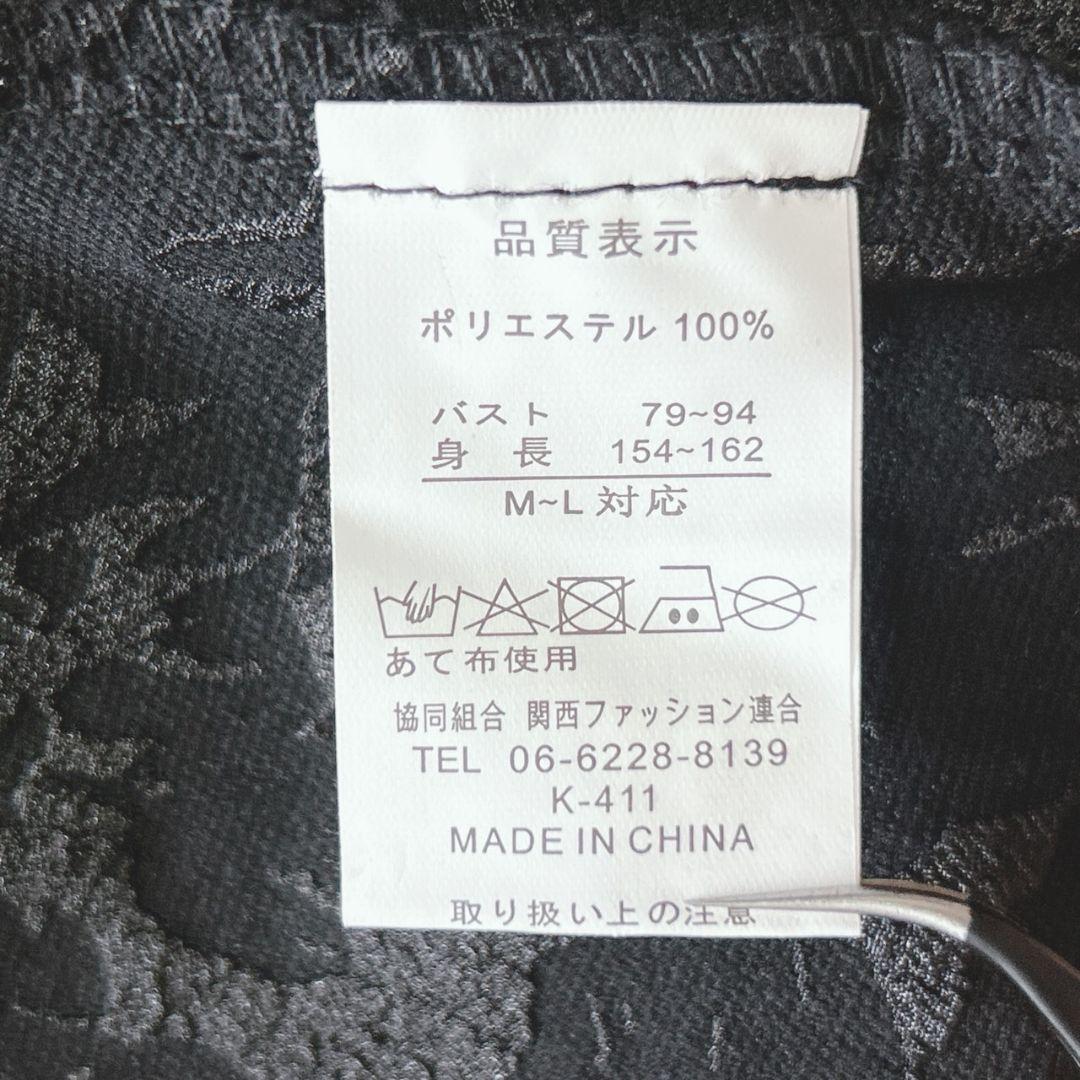 品質表示
ポリエステル 100%
バスト 79~94
身 長 154~162
M~L 対応
あて布使用
協同組合 関西ファッション連合
TEL 06-6228-8139
K-411
MADE IN CHINA
取り扱い上の注意